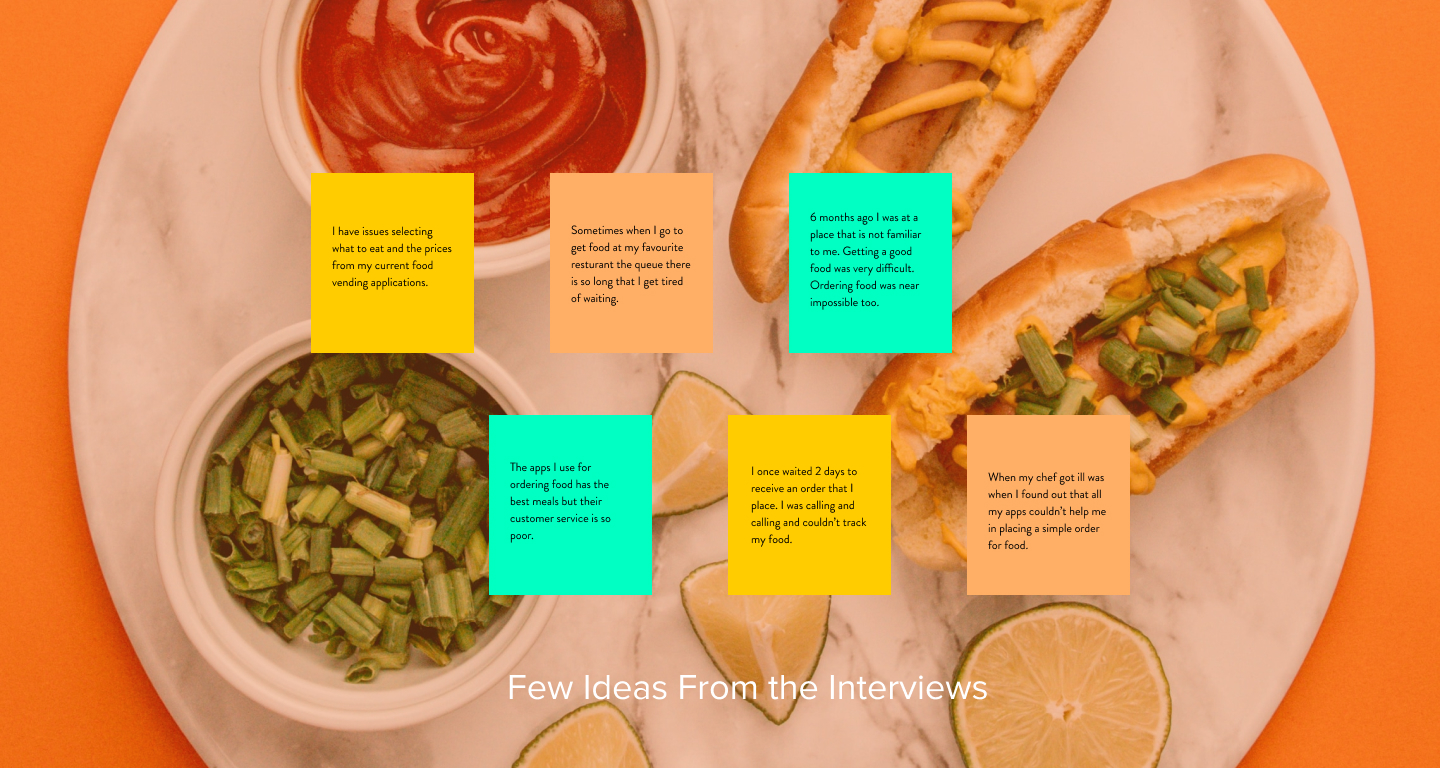 I have issues selecting
what to eat and the prices
from my current food
vending applications.
Sometimes when I go to
get food at my favourite
resturant the queue there
is so long that I get tired
of waiting.
6 months ago I was at a
place that is not familiar
to me. Getting a good
food was very difficult.
Ordering food was near
impossible too.
The apps I use for
ordering food has the
best meals but their
customer service is so
poor.
I once waited 2 days to
receive an order that I
place. I was calling and
calling and couldn't track
my food.
When my chef got ill was
when I found out that all
my apps couldn't help me
in placing a simple order
for food.
Few Ideas From the Interviews